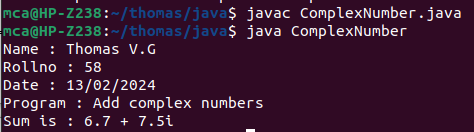 mca@HP-Z238:~/thomas/java$ javac ComplexNumber.java
mca@HP-Z238:~/thomas/java$ java ComplexNumber
Name : Thomas V.G
Rollno : 58
Date : 13/02/2024
Program : Add complex numbers
Sum is : 6.7 + 7.5i